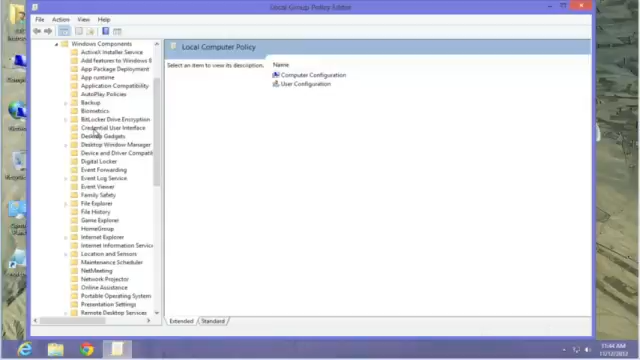 Local Group Policy Editor
File Action View Help
Windows Components
ActiveX Installer Service
Add features to Windows 8
App Package Deployment
App runtime
Application Compatibility
AutoPlay Policies
Backup
Biometrics
BitLocker Drive Encryption
Credential User Interface
Desktop Gadgets
Desktop Window Manager
Device and Driver Compati
Digital Locker
Event Forwarding
Event Log Service
Event Viewer
Family Safety
File Explorer
File History
Game Explorer
HomeGroup
Internet Explorer
Internet Information Service
Location and Sensors
Maintenance Scheduler
NetMeeting
Network Projector
Online Assistance
Portable Operating System
Presentation Settings
Remote Desktop Services
Local Computer Policy
Select an item to view its description.
Name
Computer Configuration
User Configuration
Extended Standard
11:44 AM
11/12/2012